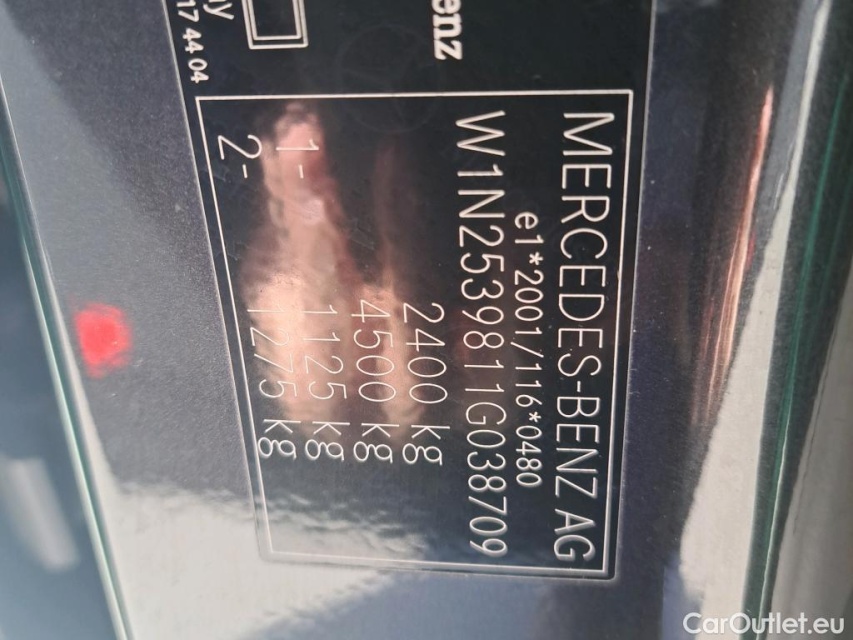 enz
ny
17 44 04
MERCEDES-BENZ AG
e1*2001/116*0480
W1N2539811G038709
2400 kg
4500 kg
1- 1125 kg
2- 1275 kg
CarOutlet.eu